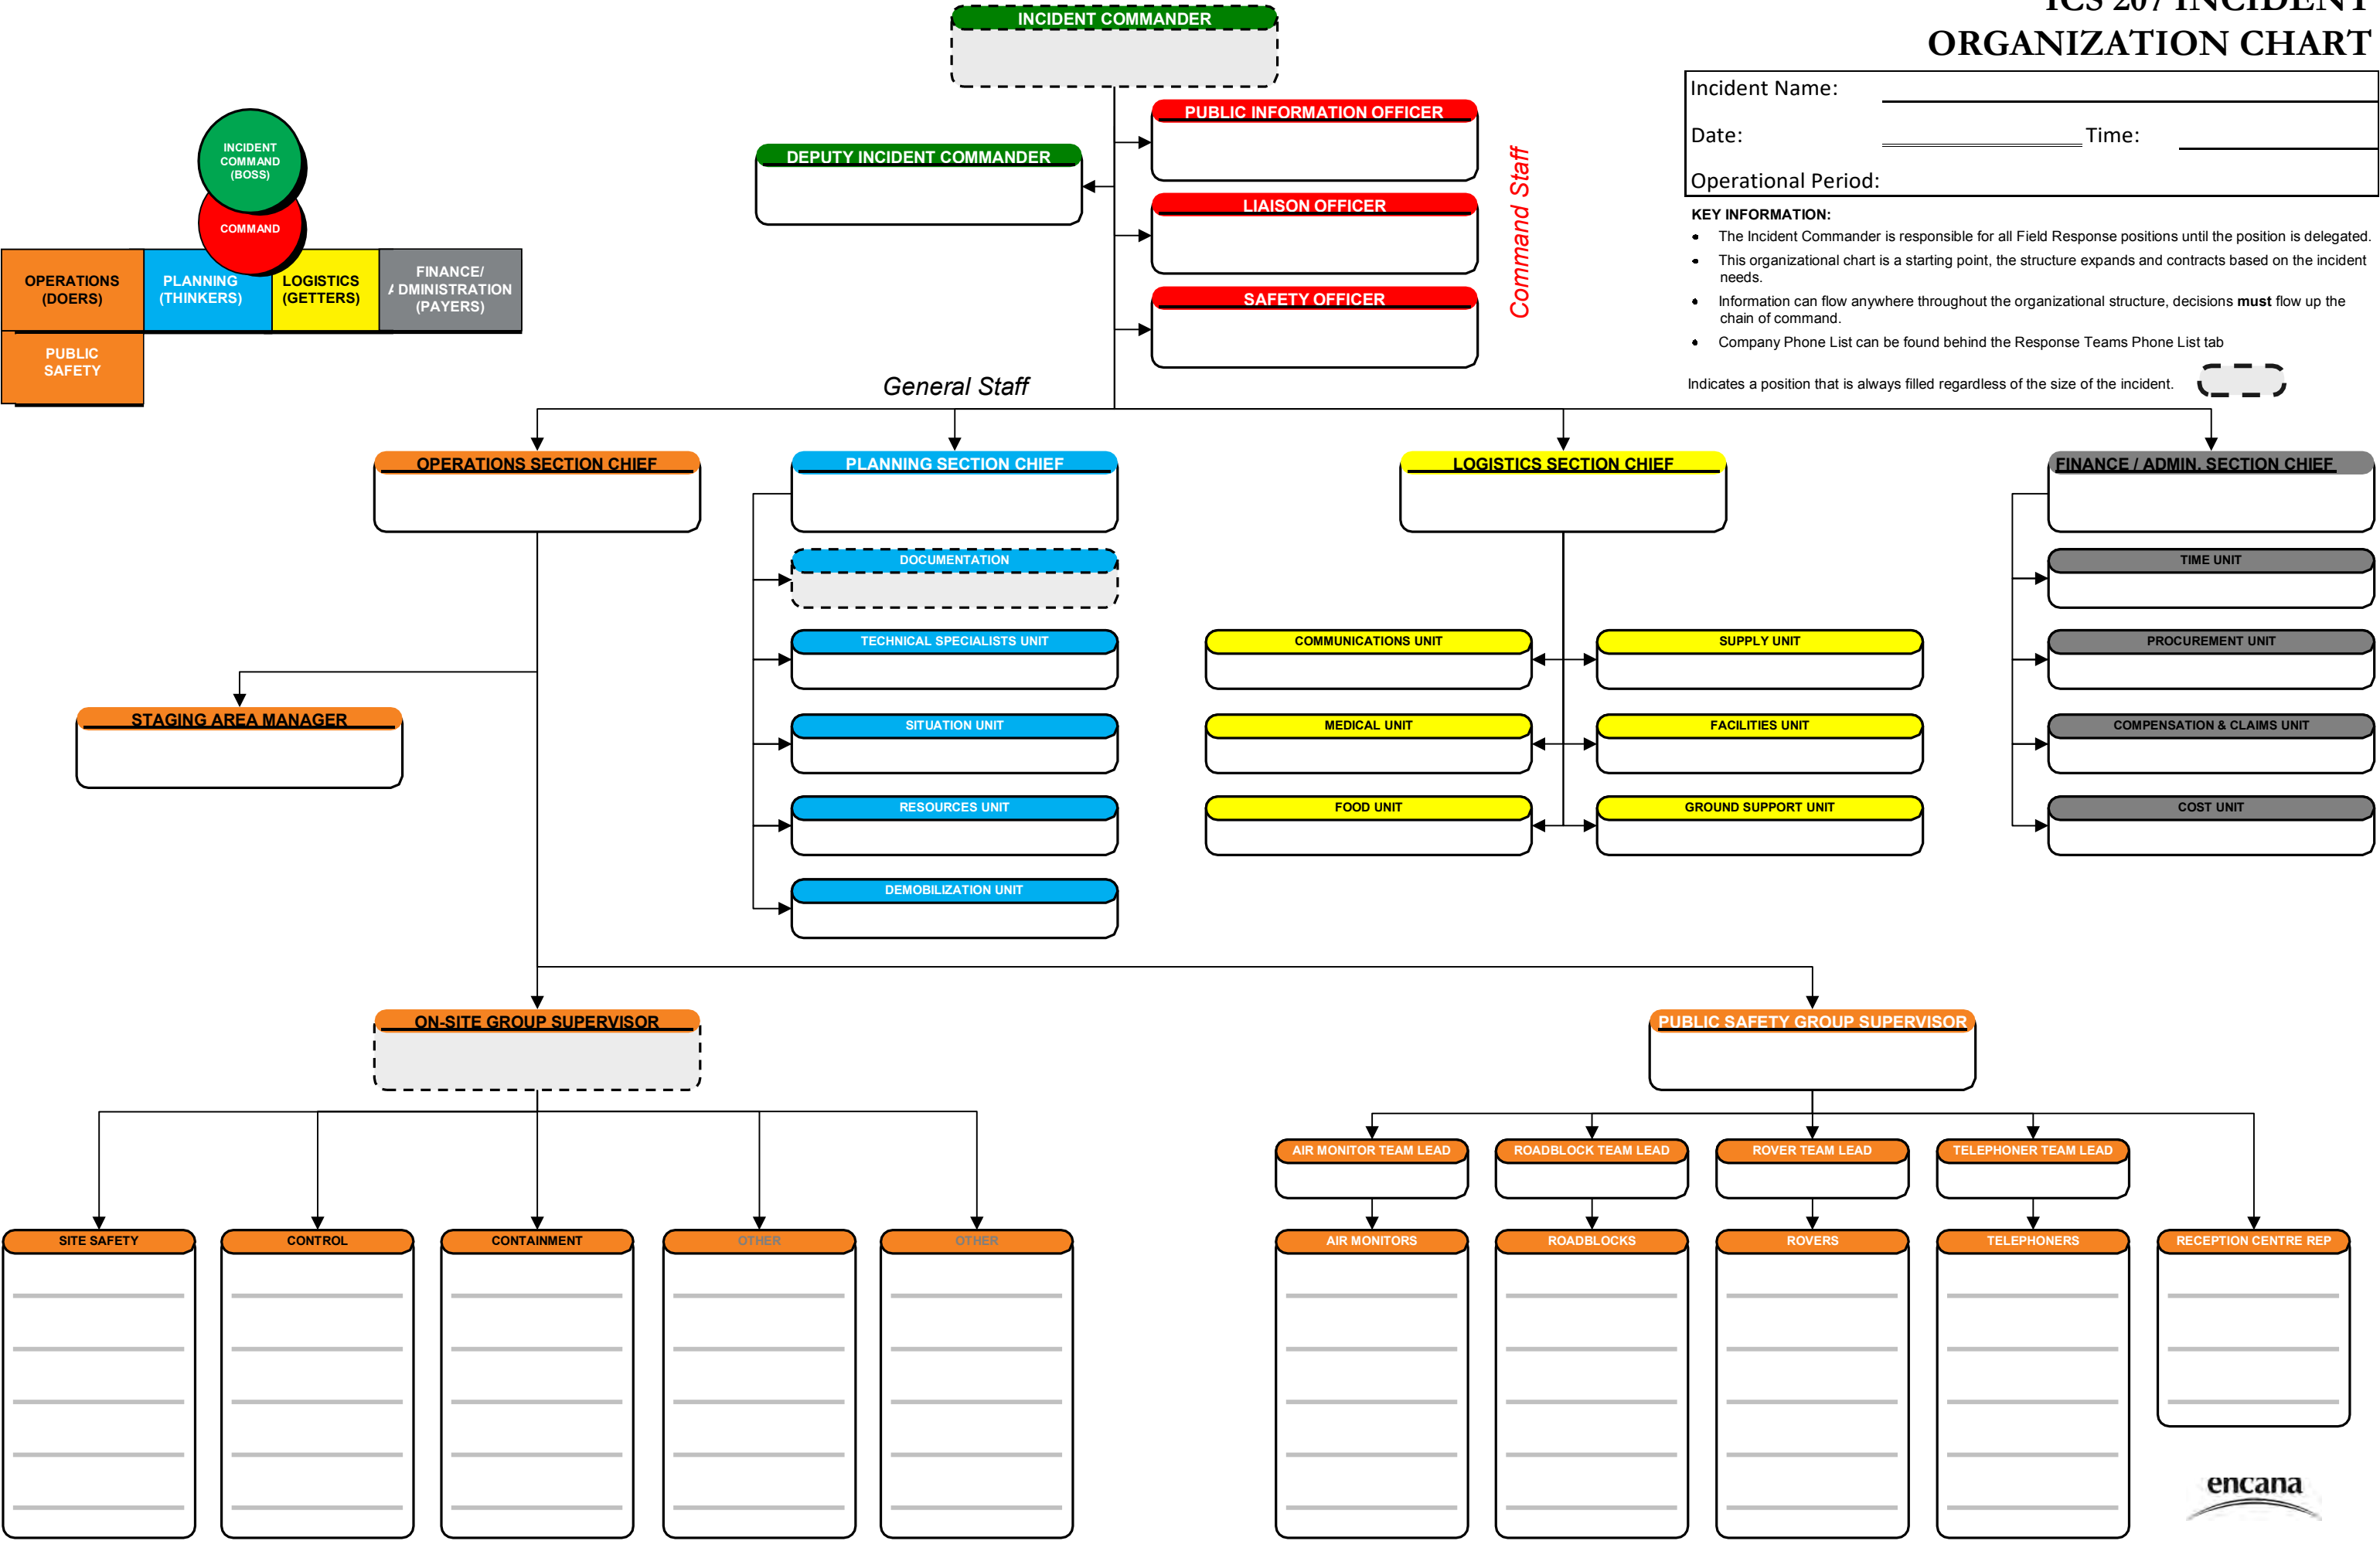 ICS 207 INCIDENT
ORGANIZATION CHART
INCIDENT COMMANDER
Incident Name:
Date:
Time:
Operational Period:
PUBLIC INFORMATION OFFICER
DEPUTY INCIDENT COMMANDER
LIAISON OFFICER
SAFETY OFFICER
Command Staff
INCIDENT
COMMAND
(BOSS)
COMMAND
OPERATIONS
(DOERS)
PLANNING
(THINKERS)
LOGISTICS
(GETTERS)
FINANCE/
ADMINISTRATION
(PAYERS)
PUBLIC
SAFETY
KEY INFORMATION:
• The Incident Commander is responsible for all Field Response positions until the position is delegated.
• This organizational chart is a starting point, the structure expands and contracts based on the incident
needs.
• Information can flow anywhere throughout the organizational structure, decisions must flow up the
chain of command.
• Company Phone List can be found behind the Response Teams Phone List tab
Indicates a position that is always filled regardless of the size of the incident.
General Staff
OPERATIONS SECTION CHIEF
PLANNING SECTION CHIEF
LOGISTICS SECTION CHIEF
FINANCE / ADMIN. SECTION CHIEF
DOCUMENTATION
TIME UNIT
TECHNICAL SPECIALISTS UNIT
COMMUNICATIONS UNIT
SUPPLY UNIT
PROCUREMENT UNIT
STAGING AREA MANAGER
SITUATION UNIT
MEDICAL UNIT
FACILITIES UNIT
COMPENSATION & CLAIMS UNIT
RESOURCES UNIT
FOOD UNIT
GROUND SUPPORT UNIT
COST UNIT
DEMOBILIZATION UNIT
ON-SITE GROUP SUPERVISOR
PUBLIC SAFETY GROUP SUPERVISOR
AIR MONITOR TEAM LEAD
ROADBLOCK TEAM LEAD
ROVER TEAM LEAD
TELEPHONER TEAM LEAD
SITE SAFETY
CONTROL
CONTAINMENT
OTHER
OTHER
AIR MONITORS
ROADBLOCKS
ROVERS
TELEPHONERS
RECEPTION CENTRE REP
encana